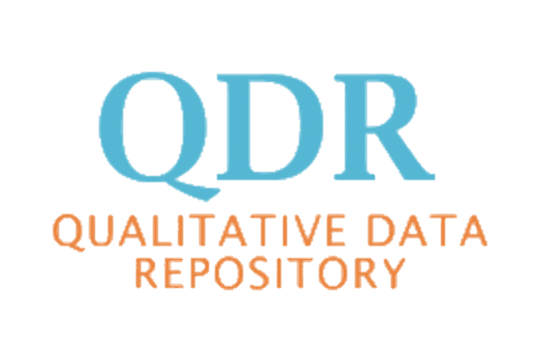 QDR
QUALITATIVE DATA
REPOSITORY